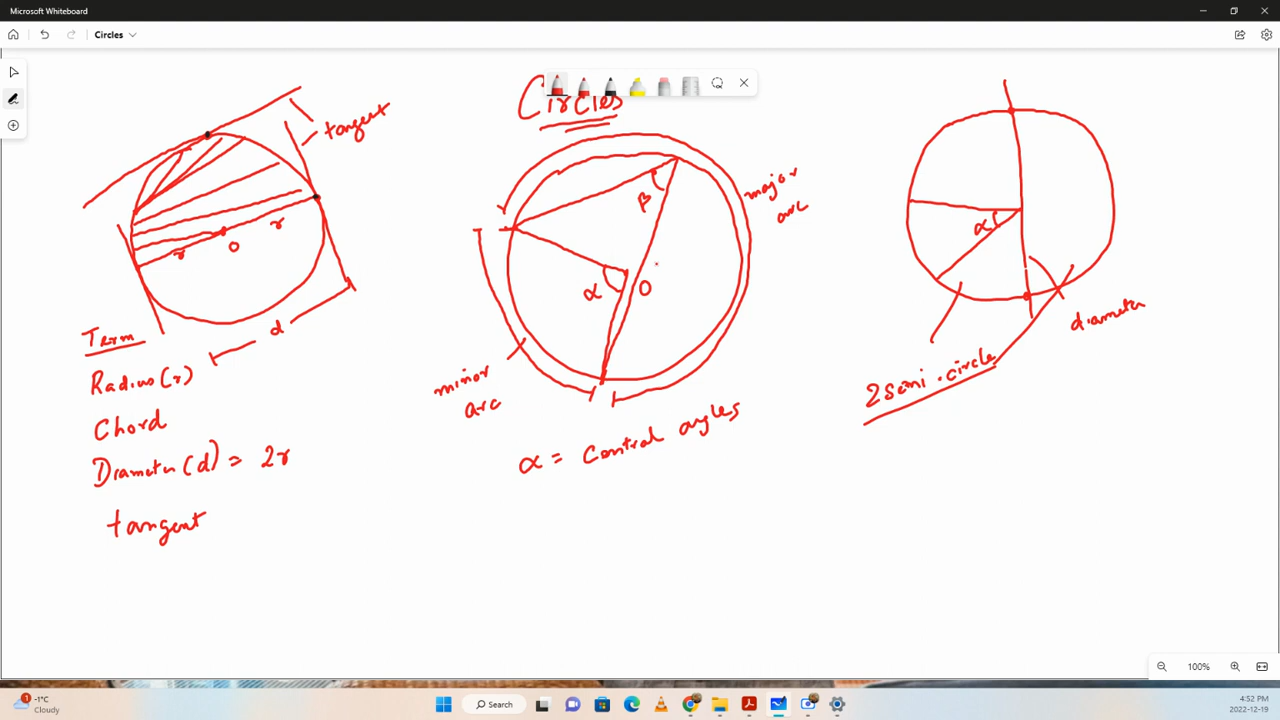 Microsoft Whiteboard
Circles
Circles
tangent
r
r
O
d
Term
Radius(r)
Chord
Diameter(d) = 2r
tangent
β
α
O
major
arc
minor
arc
α = Central angles
α
diameter
2 semi-circle
100%
1
-1°C
Cloudy
Search
4:52 PM
2022-12-19